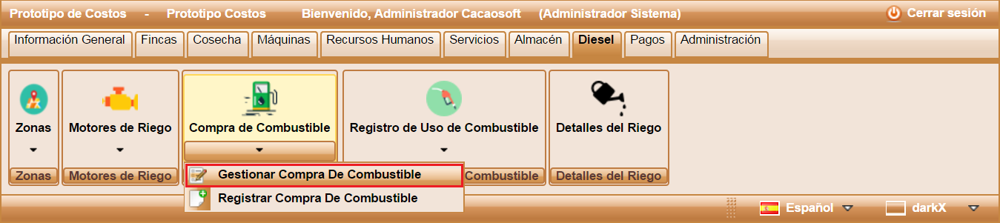 Prototipo de Costos - Prototipo Costos Bienvenido, Administrador Cacaosoft (Administrador Sistema) Cerrar sesión
Información General Fincas Cosecha Máquinas Recursos Humanos Servicios Almacén Diesel Pagos Administración
Zonas Motores de Riego Compra de Combustible Registro de Uso de Combustible Detalles del Riego
Zonas Motores de Riego Gestionar Compra De Combustible Combustible Detalles del Riego
Registrar Compra De Combustible
Español darkX